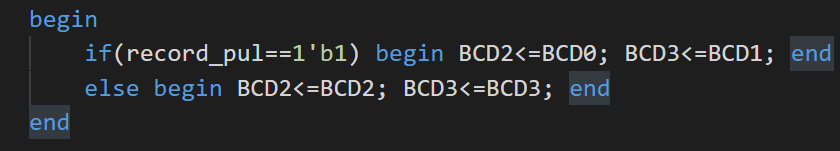 begin
if(record_pul==1'b1) begin BCD2<=BCD0; BCD3<=BCD1; end
else begin BCD2<=BCD2; BCD3<=BCD3; end
end